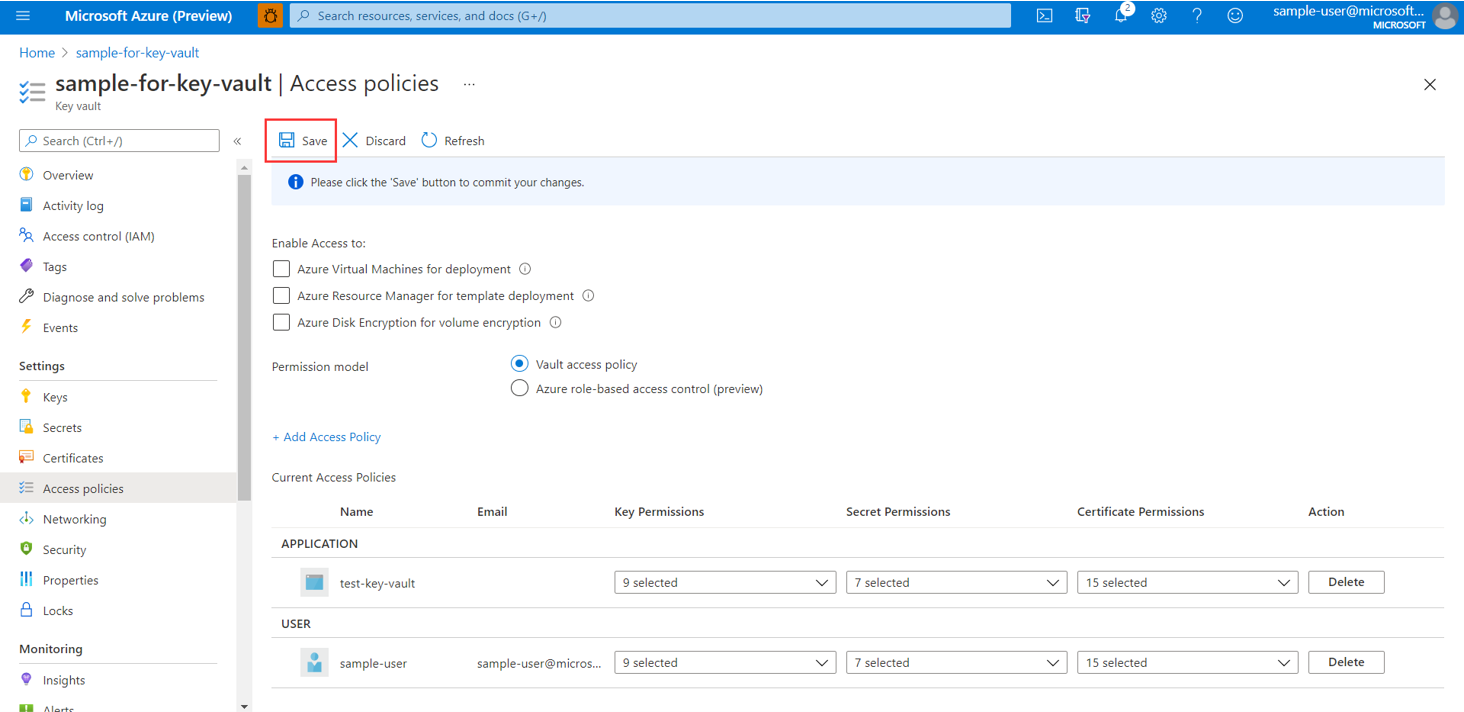 Microsoft Azure (Preview)
Search resources, services, and docs (G+/)
2
sample-user@microsoft...
MICROSOFT
Home > sample-for-key-vault
sample-for-key-vault | Access policies ...
Key vault
Search (Ctrl+/) «
Save Discard Refresh
Please click the 'Save' button to commit your changes.
Overview
Activity log
Access control (IAM)
Tags
Diagnose and solve problems
Events
Settings
Keys
Secrets
Certificates
Access policies
Networking
Security
Properties
Locks
Monitoring
Insights
Alerts
Enable Access to:
Azure Virtual Machines for deployment
Azure Resource Manager for template deployment
Azure Disk Encryption for volume encryption
Permission model
Vault access policy
Azure role-based access control (preview)
+ Add Access Policy
Current Access Policies
Name Email Key Permissions Secret Permissions Certificate Permissions Action
APPLICATION
test-key-vault 9 selected 7 selected 15 selected Delete
USER
sample-user sample-user@micros... 9 selected 7 selected 15 selected Delete